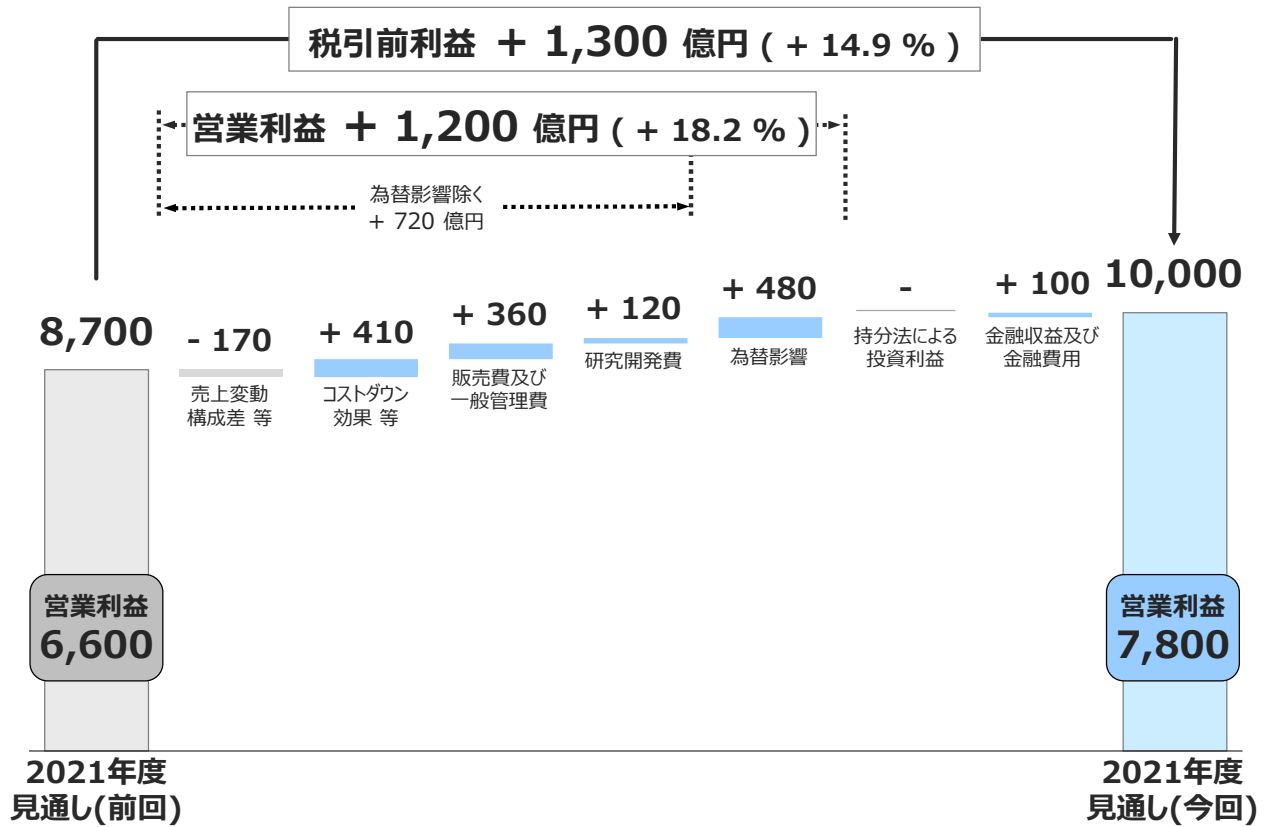 税引前利益 + 1,300 億円 ( + 14.9 % )
営業利益 + 1,200 億円 ( + 18.2 % )
為替影響除く
+ 720 億円
8,700
- 170
売上変動
構成差 等
+ 410
コストダウン
効果 等
+ 360
販売費及び
一般管理費
+ 120
研究開発費
+ 480
為替影響
-
持分法による
投資利益
+ 100
金融収益及び
金融費用
10,000
営業利益
6,600
営業利益
7,800
2021年度
見通し(前回)
2021年度
見通し(今回)